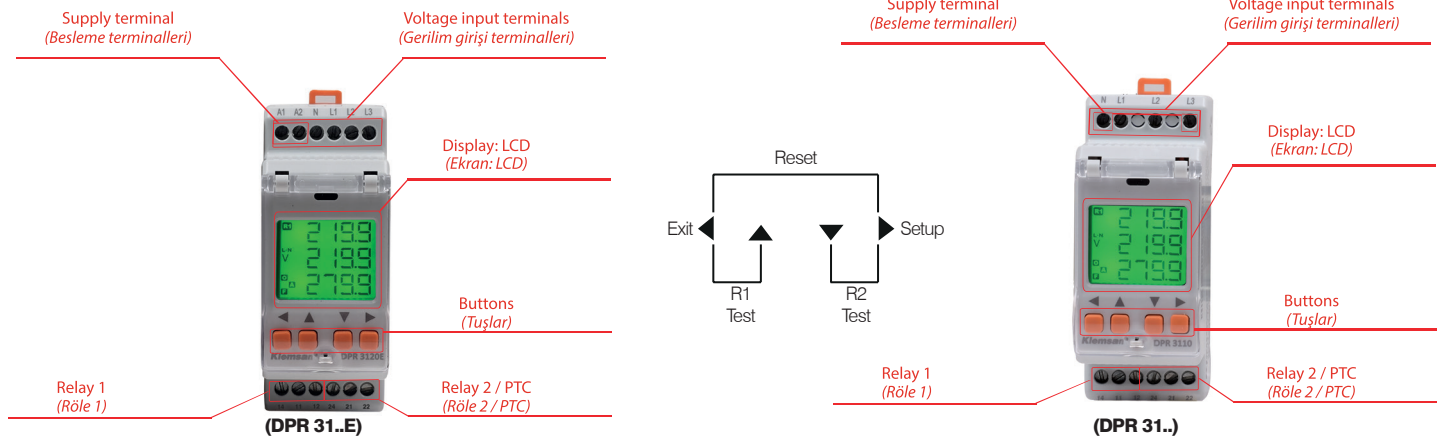 Supply terminal
(Besleme terminalleri)
Voltage input terminals
(Gerilim girişi terminalleri)
A1 A2 N L1 L2 L3
Display: LCD
(Ekran: LCD)
219.9
L-N
V
219.9
279.9
Buttons
(Tuşlar)
Klemsan
DPR 3120E
Relay 1
(Röle 1)
21 22
Relay 2 / PTC
(Röle 2 / PTC)
(DPR 31..E)
Reset
Exit
Setup
R1
Test
R2
Test
Supply terminal
(Besleme terminalleri)
Voltage input terminals
(Gerilim girişi terminalleri)
N L1 L2 L3
Display: LCD
(Ekran: LCD)
219.9
L-N
V
219.9
279.9
Buttons
(Tuşlar)
Klemsan
DPR 3110
Relay 1
(Röle 1)
Relay 2 / PTC
(Röle 2 / PTC)
(DPR 31..)